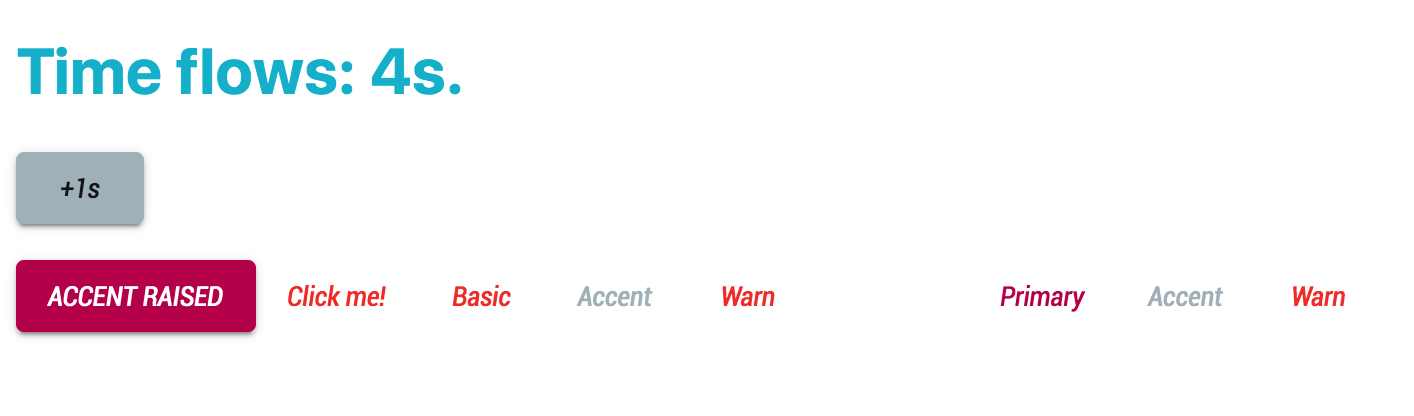 Time flows: 4s.
+1s
ACCENT RAISED Click me! Basic Accent Warn Primary Accent Warn